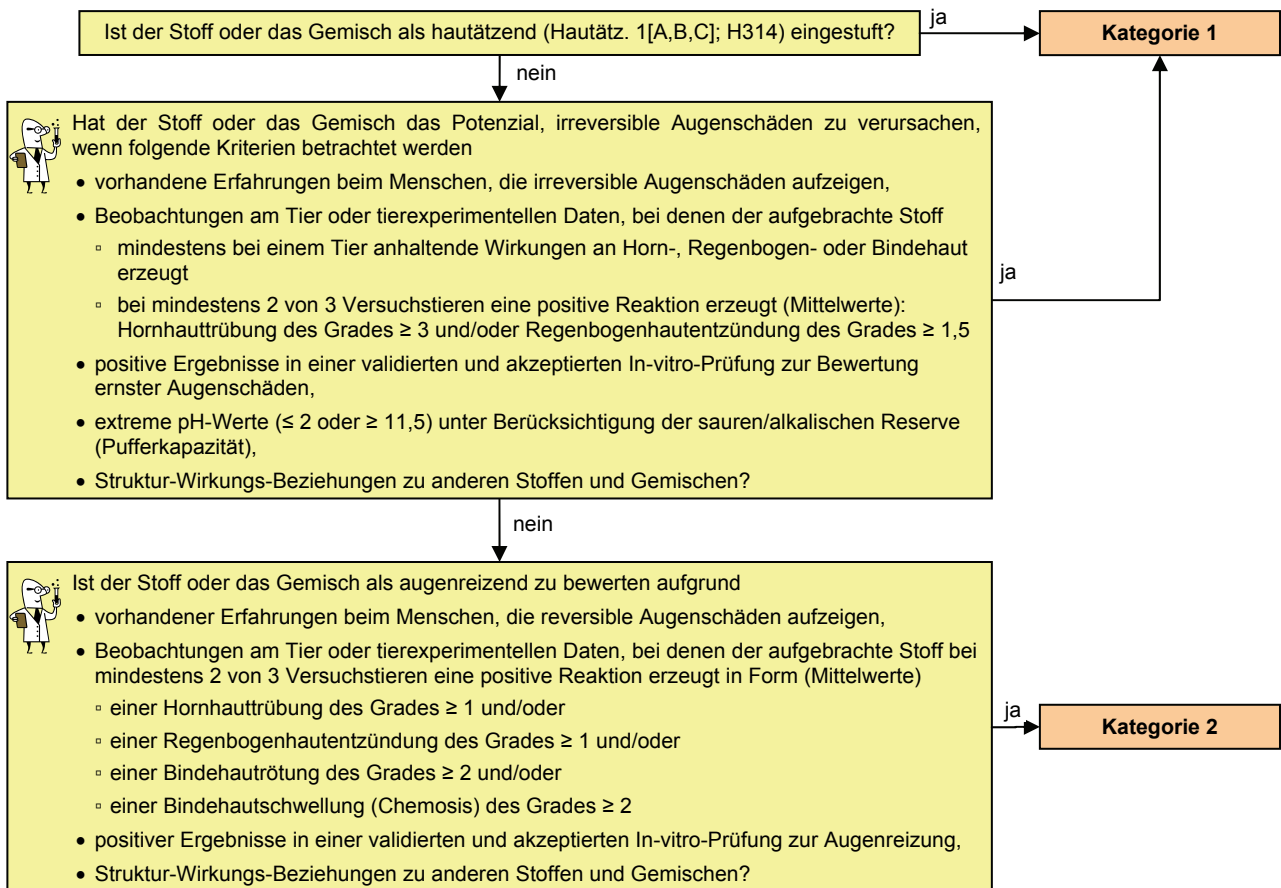 Ist der Stoff oder das Gemisch als hautätzend (Hautätz. 1[A,B,C]; H314) eingestuft?
ja
Kategorie 1
nein
Hat der Stoff oder das Gemisch das Potenzial, irreversible Augenschäden zu verursachen,
wenn folgende Kriterien betrachtet werden
• vorhandene Erfahrungen beim Menschen, die irreversible Augenschäden aufzeigen,
• Beobachtungen am Tier oder tierexperimentellen Daten, bei denen der aufgebrachte Stoff
▫ mindestens bei einem Tier anhaltende Wirkungen an Horn-, Regenbogen- oder Bindehaut
erzeugt
▫ bei mindestens 2 von 3 Versuchstieren eine positive Reaktion erzeugt (Mittelwerte):
Hornhauttrübung des Grades ≥ 3 und/oder Regenbogenhautentzündung des Grades ≥ 1,5
• positive Ergebnisse in einer validierten und akzeptierten In-vitro-Prüfung zur Bewertung
ernster Augenschäden,
• extreme pH-Werte (≤ 2 oder ≥ 11,5) unter Berücksichtigung der sauren/alkalischen Reserve
(Pufferkapazität),
• Struktur-Wirkungs-Beziehungen zu anderen Stoffen und Gemischen?
ja
nein
Ist der Stoff oder das Gemisch als augenreizend zu bewerten aufgrund
• vorhandener Erfahrungen beim Menschen, die reversible Augenschäden aufzeigen,
• Beobachtungen am Tier oder tierexperimentellen Daten, bei denen der aufgebrachte Stoff bei
mindestens 2 von 3 Versuchstieren eine positive Reaktion erzeugt in Form (Mittelwerte)
▫ einer Hornhauttrübung des Grades ≥ 1 und/oder
▫ einer Regenbogenhautentzündung des Grades ≥ 1 und/oder
▫ einer Bindehautrötung des Grades ≥ 2 und/oder
▫ einer Bindehautschwellung (Chemosis) des Grades ≥ 2
• positiver Ergebnisse in einer validierten und akzeptierten In-vitro-Prüfung zur Augenreizung,
• Struktur-Wirkungs-Beziehungen zu anderen Stoffen und Gemischen?
ja
Kategorie 2